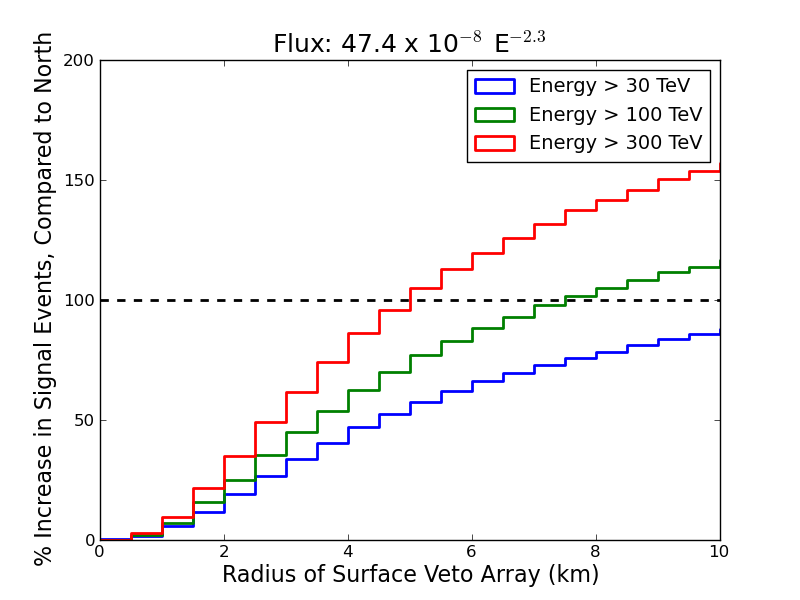 Flux: 47.4 x 10⁻⁸ E⁻²·³
% Increase in Signal Events, Compared to North
200
150
100
50
0
Energy > 30 TeV
Energy > 100 TeV
Energy > 300 TeV
0 2 4 6 8 10
Radius of Surface Veto Array (km)